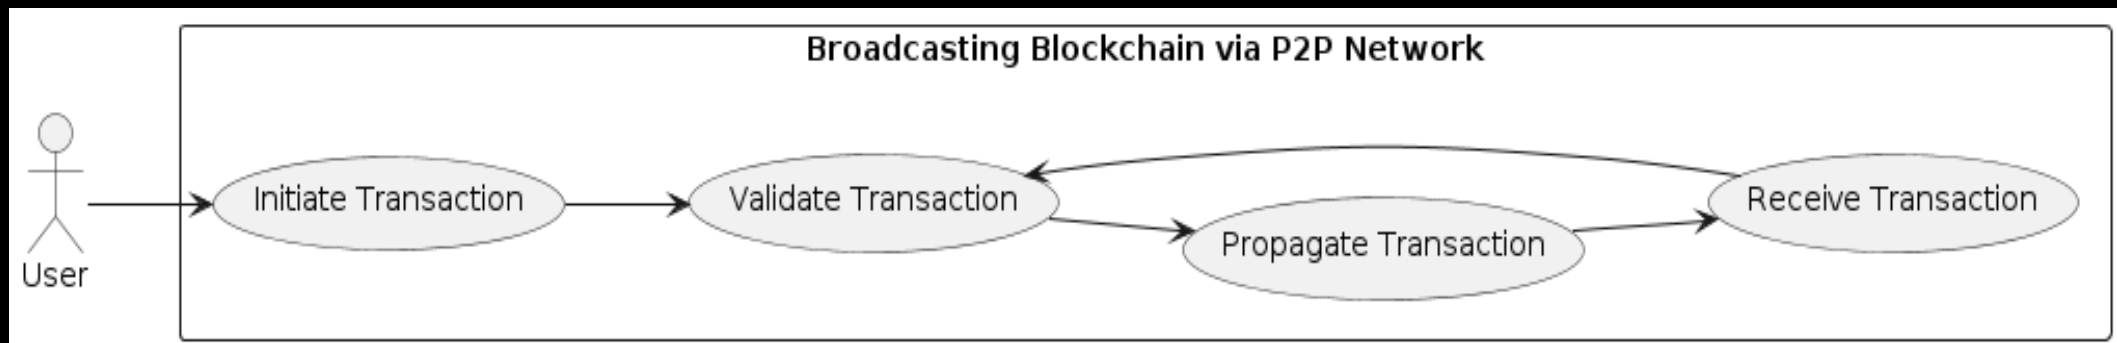 Broadcasting Blockchain via P2P Network
User
Initiate Transaction
Validate Transaction
Propagate Transaction
Receive Transaction